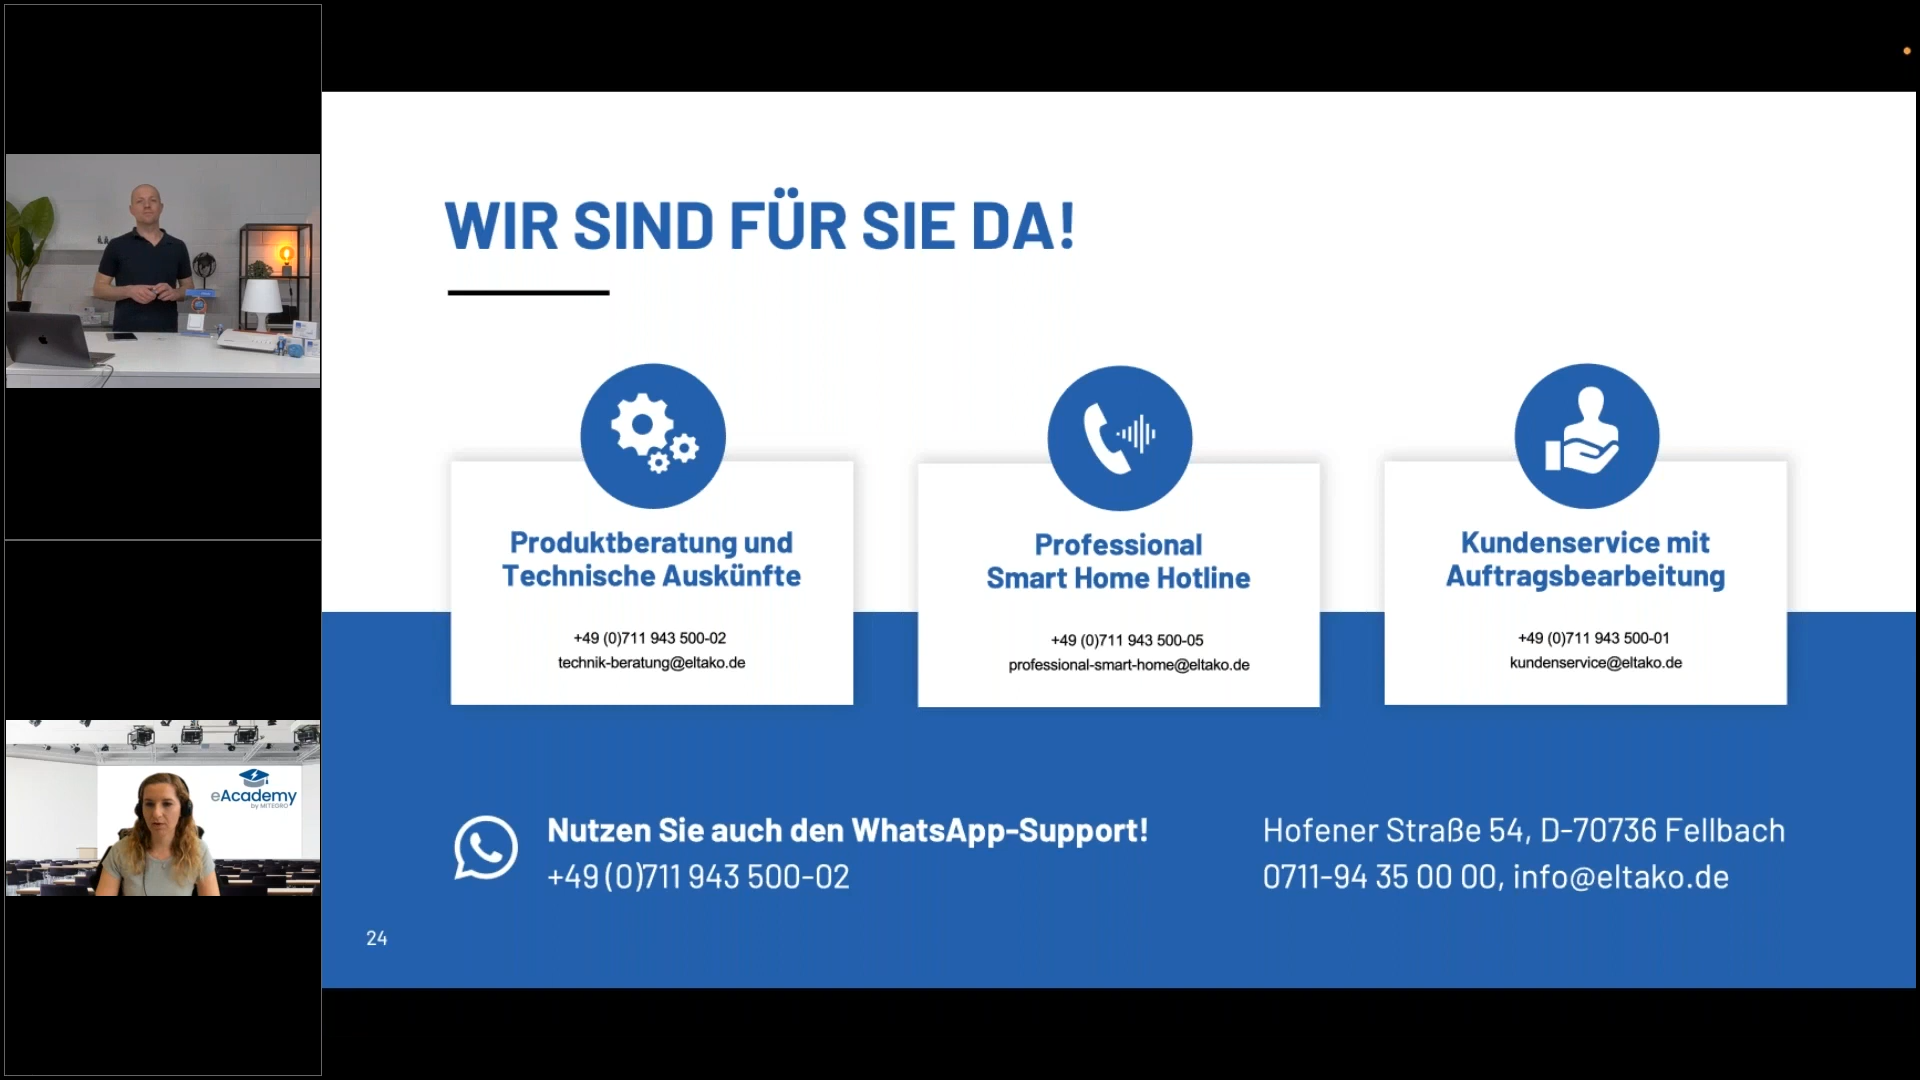 WIR SIND FÜR SIE DA!
Produktberatung und
Technische Auskünfte
+49 (0)711 943 500-02
technik-beratung@eltako.de
Professional
Smart Home Hotline
+49 (0)711 943 500-05
professional-smart-home@eltako.de
Kundenservice mit
Auftragsbearbeitung
+49 (0)711 943 500-01
kundenservice@eltako.de
Nutzen Sie auch den WhatsApp-Support!
+49 (0)711 943 500-02
Hofener Straße 54, D-70736 Fellbach
0711-94 35 00 00, info@eltako.de
24
eAcademy
by MITEGRO